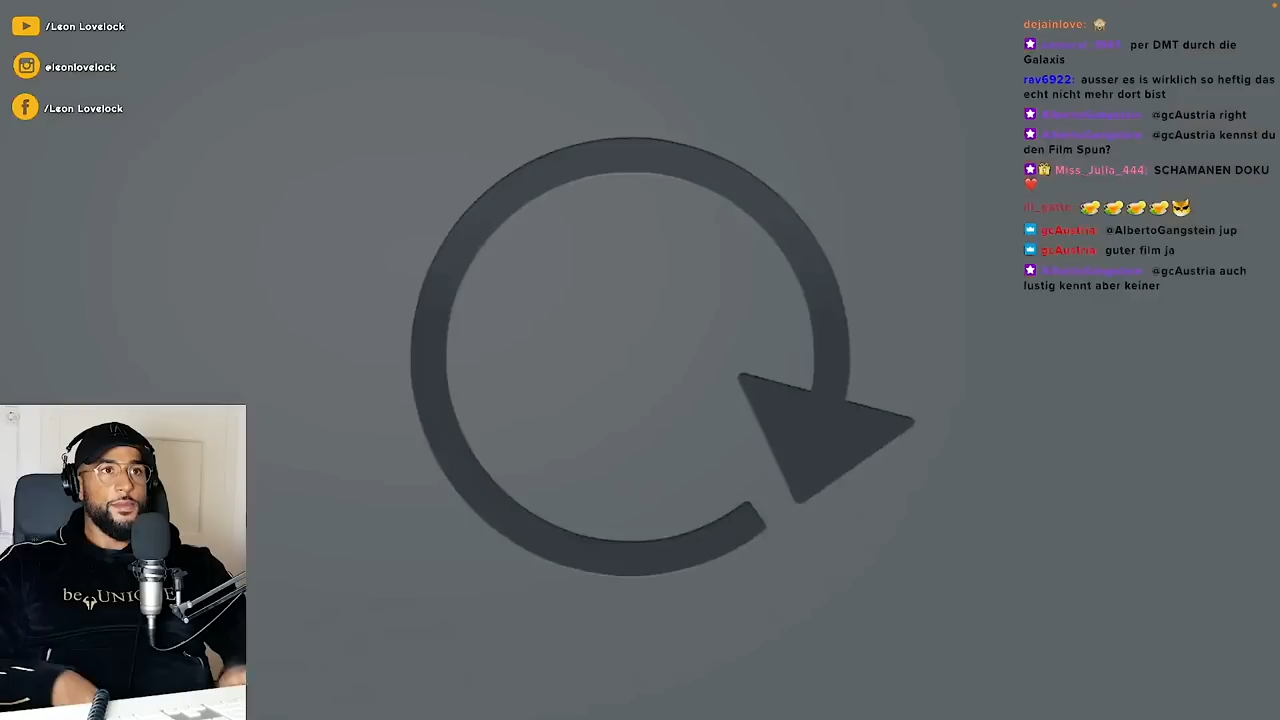 /Leon Lovelock
@leonlovelock
/Leon Lovelock
dejainlove:
per DMT durch die
Galaxis
rav6922: ausser es is wirklich so heftig das
echt nicht mehr dort bist
@gcAustria right
@gcAustria kennst du
den Film Spun?
Miss_Julia_444: SCHAMANEN DOKU
gcAustria: @AlbertoGangstein jup
gcAustria: guter film ja
@gcAustria auch
lustig kennt aber keiner
be UNIQUE